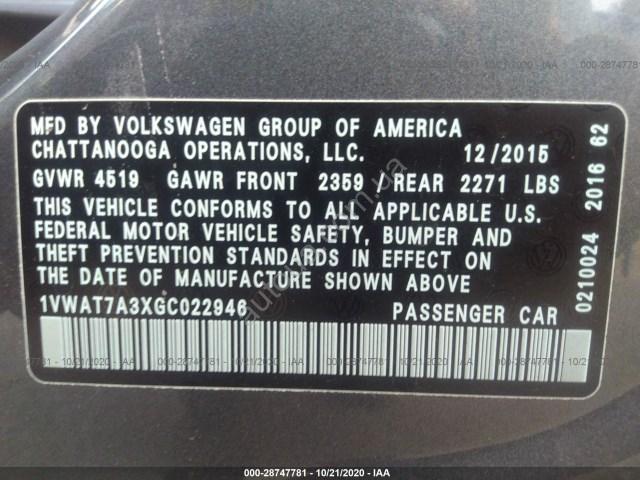 MFD BY VOLKSWAGEN GROUP OF AMERICA
CHATTANOOGA OPERATIONS, LLC. 12/2015
GVWR 4519 GAWR FRONT 2359 REAR 2271 LBS
THIS VEHICLE CONFORMS TO ALL APPLICABLE U.S.
FEDERAL MOTOR VEHICLE SAFETY, BUMPER AND
THEFT PREVENTION STANDARDS IN EFFECT ON
THE DATE OF MANUFACTURE SHOWN ABOVE
1VWAT7A3XGC022946 PASSENGER CAR
0210024 2016 62
000-28747781 - 10/21/2020 - IAA